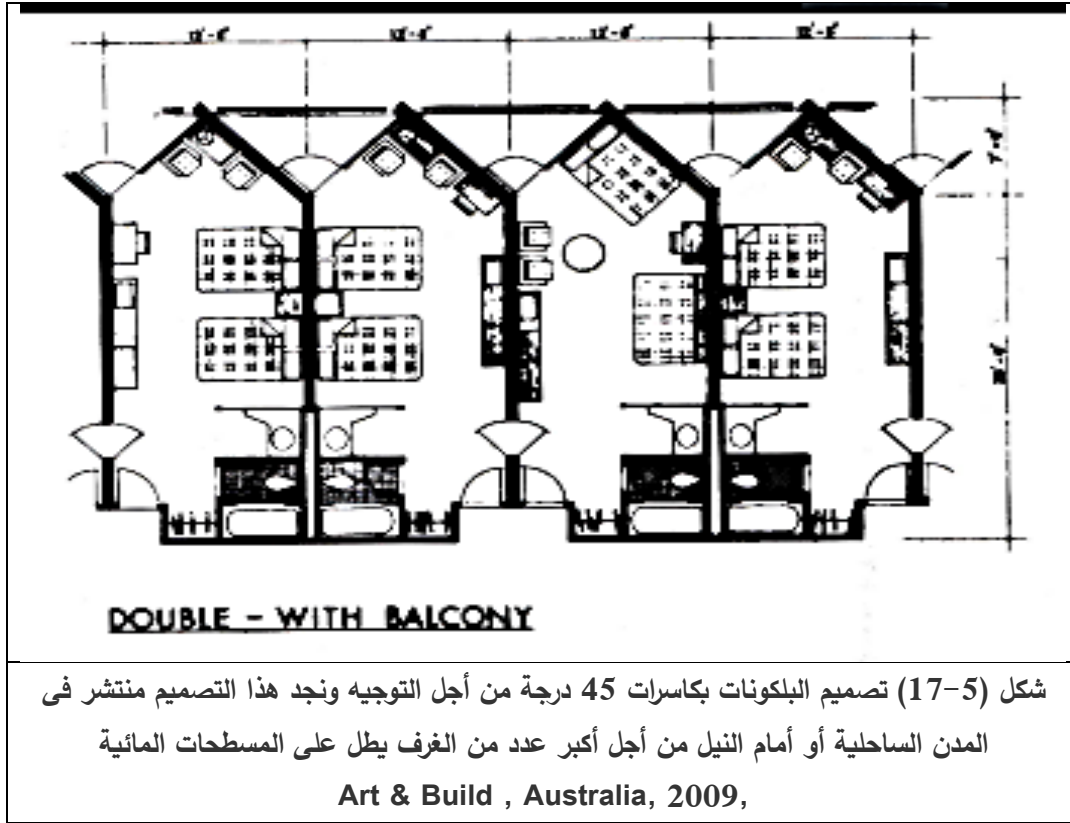 DOUBLE - WITH BALCONY
شكل (5-17) تصميم البلكونات بكاسرات 45 درجة من أجل التوجيه ونجد هذا التصميم منتشر فى
المدن الساحلية أو أمام النيل من أجل أكبر عدد من الغرف يطل على المسطحات المائية
Art & Build , Australia, 2009,